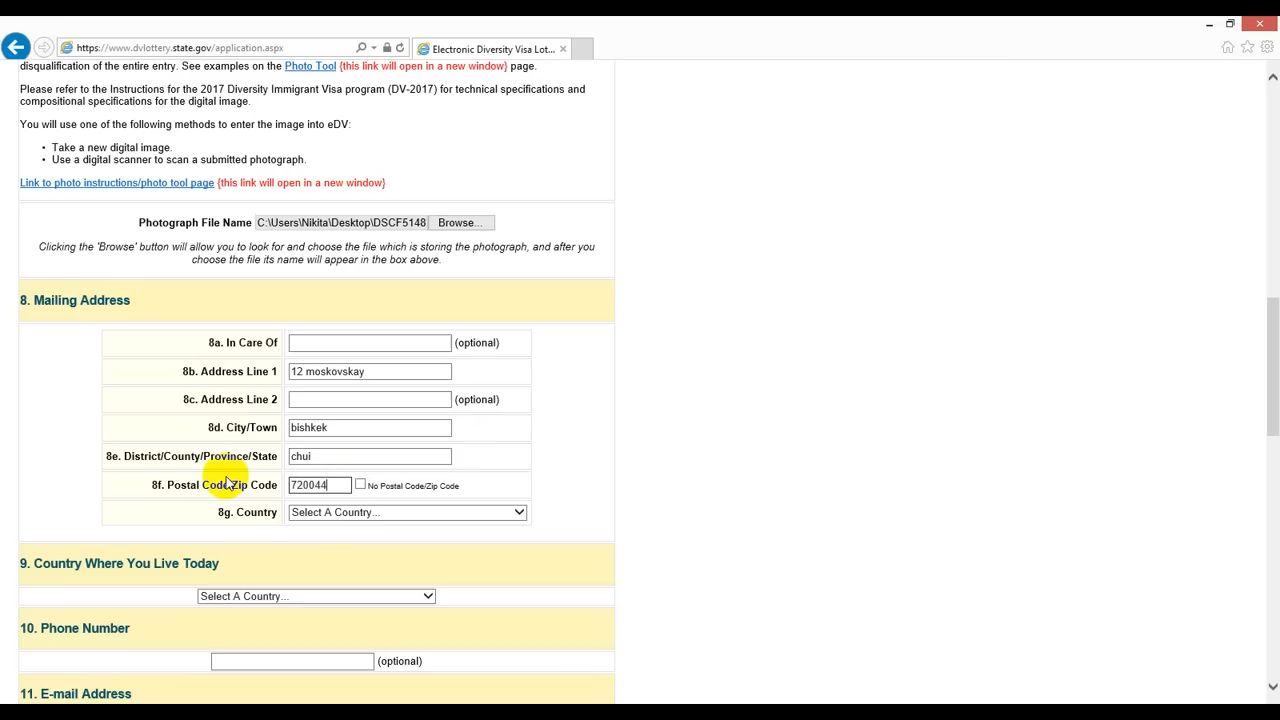 https://www.dvlottery.state.gov/application.aspx
Electronic Diversity Visa Lot...
disqualification of the entire entry. See examples on the Photo Tool {this link will open in a new window} page.
Please refer to the Instructions for the 2017 Diversity Immigrant Visa program (DV-2017) for technical specifications and
compositional specifications for the digital image.
You will use one of the following methods to enter the image into eDV:
• Take a new digital image.
• Use a digital scanner to scan a submitted photograph.
Link to photo instructions/photo tool page {this link will open in a new window}
Photograph File Name C:\Users\Nikita\Desktop\DSCF5148 Browse...
Clicking the 'Browse' button will allow you to look for and choose the file which is storing the photograph, and after you
choose the file its name will appear in the box above.
8. Mailing Address
8a. In Care Of (optional)
8b. Address Line 1 12 moskovskay
8c. Address Line 2 (optional)
8d. City/Town bishkek
8e. District/County/Province/State chui
8f. Postal Code/Zip Code 720044 No Postal Code/Zip Code
8g. Country Select A Country...
9. Country Where You Live Today
Select A Country...
10. Phone Number
(optional)
11. E-mail Address